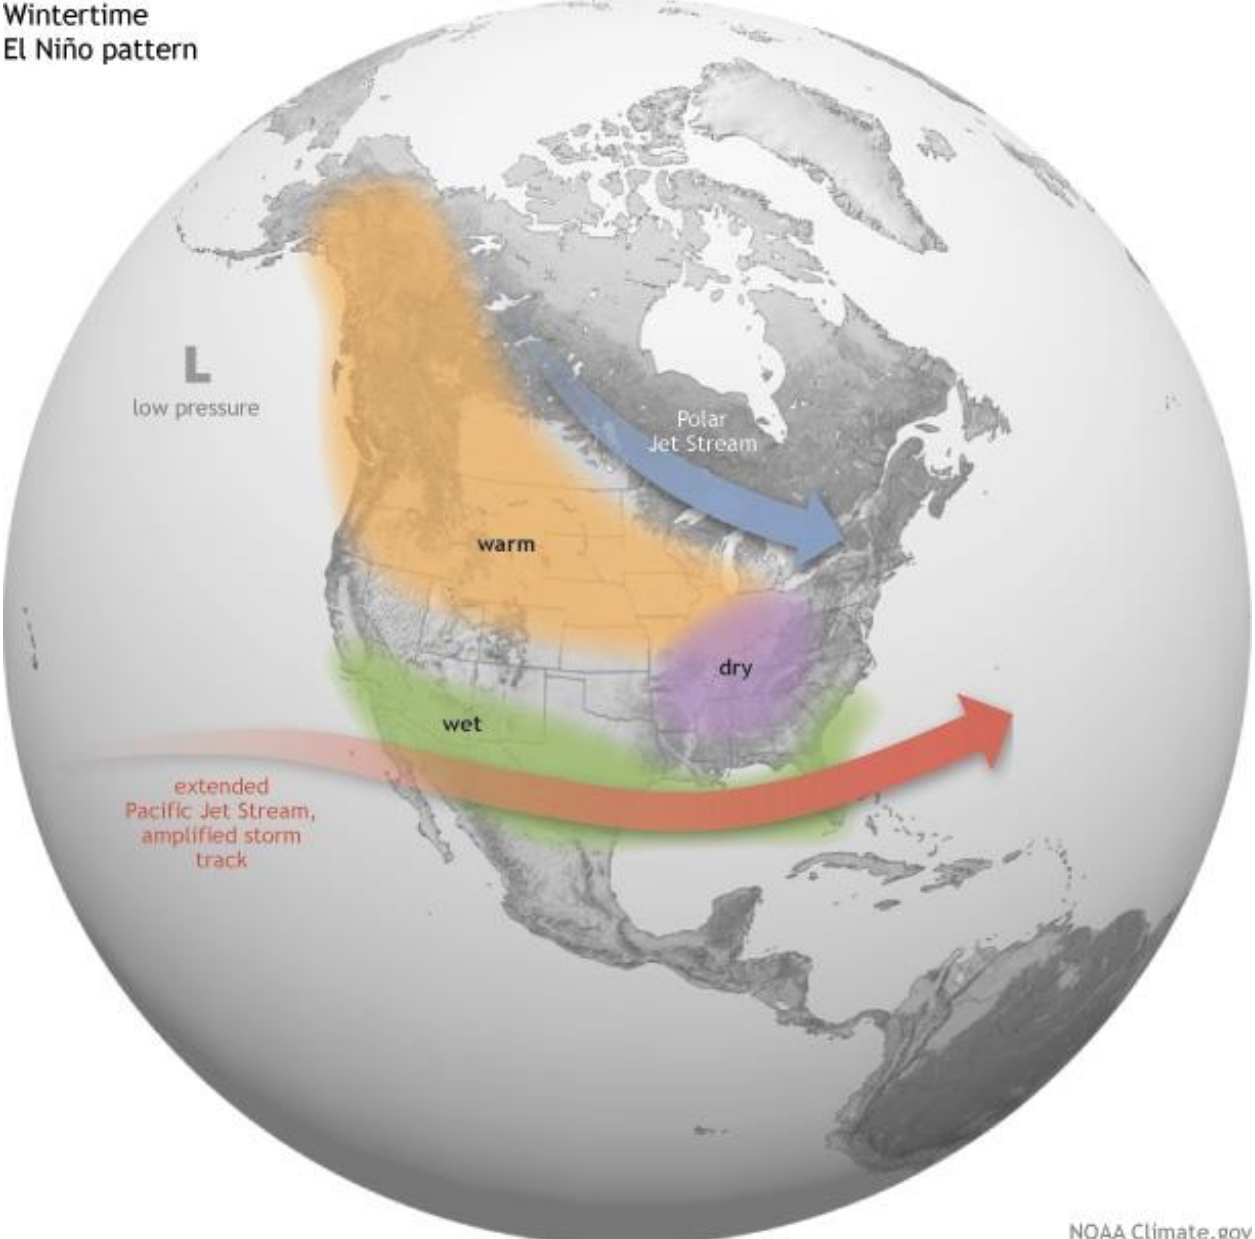 Wintertime
El Niño pattern
L
low pressure
Polar
Jet Stream
warm
dry
wet
extended
Pacific Jet Stream,
amplified storm
track
NOAA Climate.gov